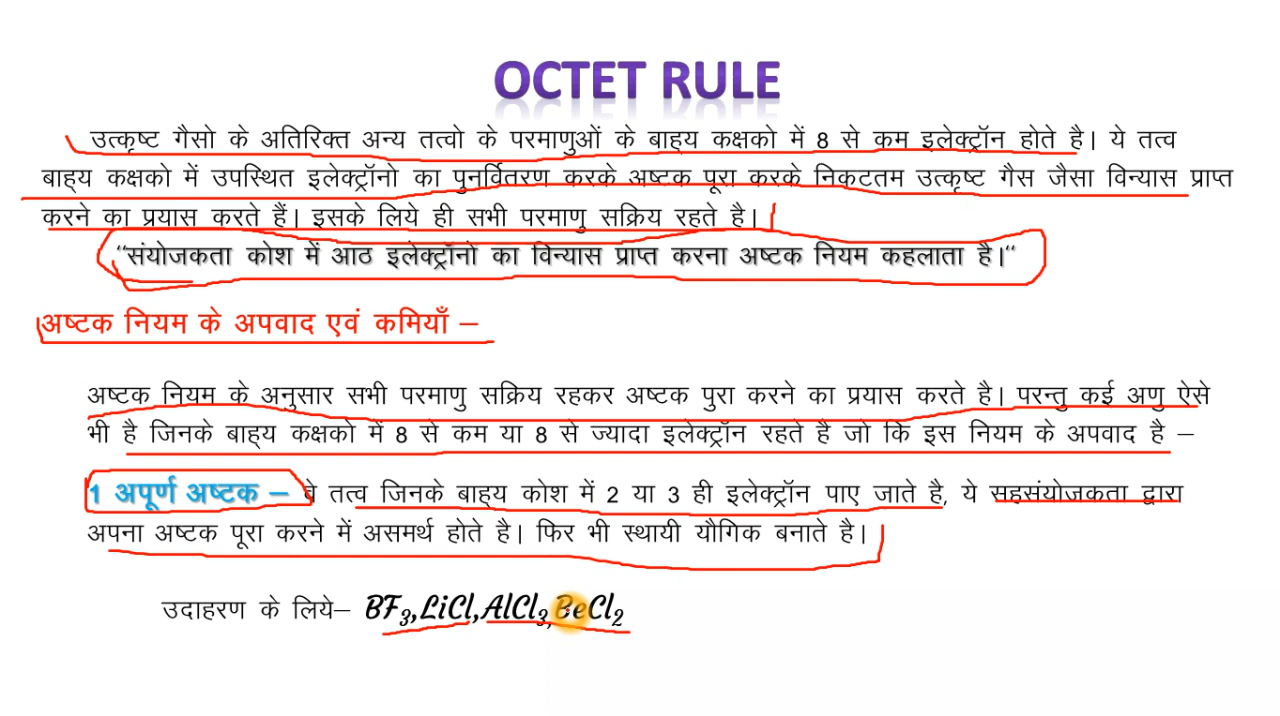 OCTET RULE
उत्कृष्ट गैसो के अतिरिक्त अन्य तत्वो के परमाणुओं के बाह्य कक्षको में 8 से कम इलेक्ट्रॉन होते है। ये तत्व
बाह्य कक्षको में उपस्थित इलेक्ट्रॉनो का पुनर्वितरण करके अष्टक पूरा करके निकटतम उत्कृष्ट गैस जैसा विन्यास प्राप्त
करने का प्रयास करते हैं। इसके लिये ही सभी परमाणु सक्रिय रहते है।
“संयोजकता कोश में आठ इलेक्ट्रॉनो का विन्यास प्राप्त करना अष्टक नियम कहलाता है।“
अष्टक नियम के अपवाद एवं कमियाँ –
अष्टक नियम के अनुसार सभी परमाणु सक्रिय रहकर अष्टक पुरा करने का प्रयास करते है। परन्तु कई अणु ऐसे
भी है जिनके बाह्य कक्षको में 8 से कम या 8 से ज्यादा इलेक्ट्रॉन रहते है जो कि इस नियम के अपवाद है –
1 अपूर्ण अष्टक – वे तत्व जिनके बाह्य कोश में 2 या 3 ही इलेक्ट्रॉन पाए जाते है, ये सहसंयोजकता द्वारा
अपना अष्टक पूरा करने में असमर्थ होते है। फिर भी स्थायी यौगिक बनाते है।
उदाहरण के लिये– BF₃,LiCl,AlCl₃,BeCl₂